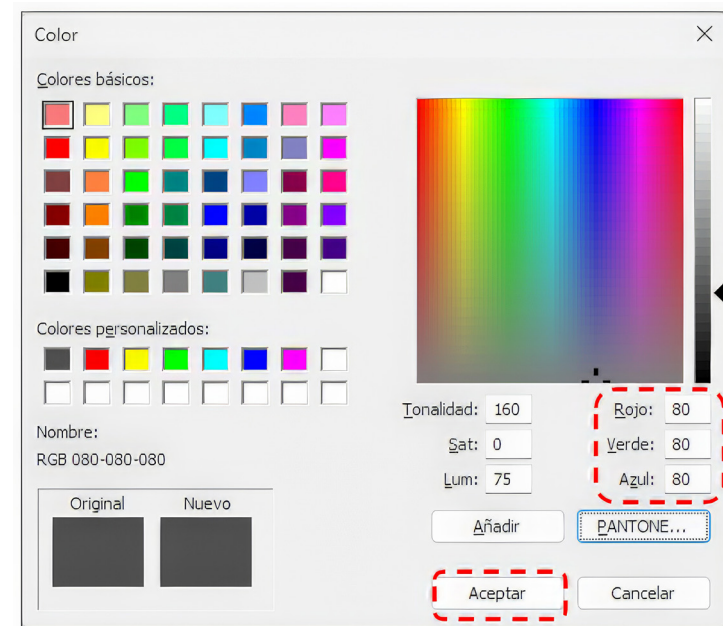 Color
Colores básicos:
Colores personalizados:
Tonalidad: 160
Rojo: 80
Sat: 0
Verde: 80
Lum: 75
Azul: 80
Nombre:
RGB 080-080-080
Original
Nuevo
Añadir
PANTONE...
Aceptar
Cancelar